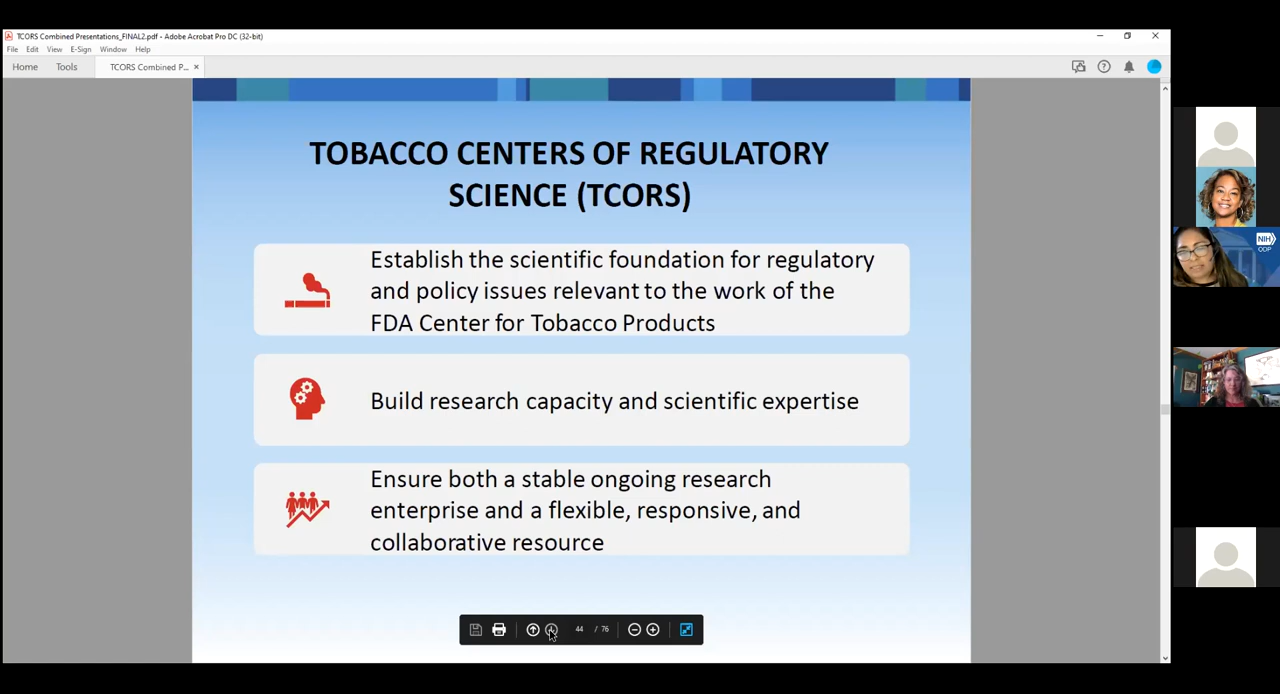 TCORS Combined Presentations_FINAL2.pdf - Adobe Acrobat Pro DC (32-bit)
File Edit View E-Sign Window Help
Home Tools TCORS Combined P... ×
TOBACCO CENTERS OF REGULATORY
SCIENCE (TCORS)
Establish the scientific foundation for regulatory
and policy issues relevant to the work of the
FDA Center for Tobacco Products
Build research capacity and scientific expertise
Ensure both a stable ongoing research
enterprise and a flexible, responsive, and
collaborative resource
44 / 76
NIH
ODP